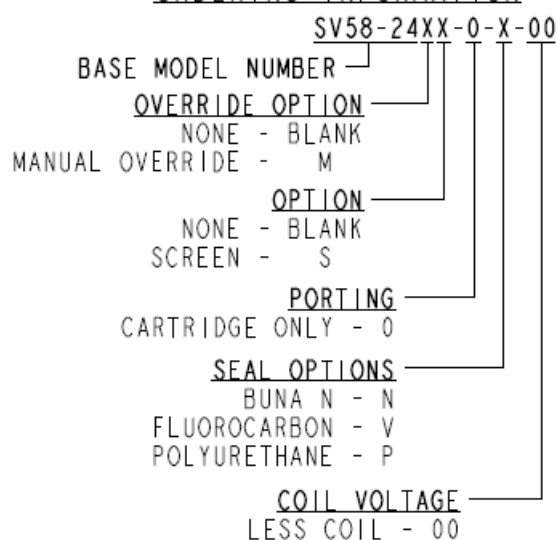 SV58-24XX-0-X-00
BASE MODEL NUMBER
OVERRIDE OPTION
NONE - BLANK
MANUAL OVERRIDE - M
OPTION
NONE - BLANK
SCREEN - S
PORTING
CARTRIDGE ONLY - 0
SEAL OPTIONS
BUNA N - N
FLUOROCARBON - V
POLYURETHANE - P
COIL VOLTAGE
LESS COIL - 00